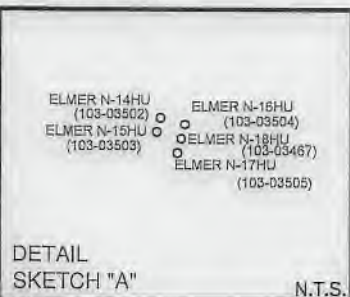 ELMER N-14HU
(103-03502)
ELMER N-15HU
(103-03503)
ELMER N-16HU
(103-03504)
ELMER N-18HU
(103-03467)
ELMER N-17HU
(103-03505)
DETAIL
SKETCH "A"
N.T.S.